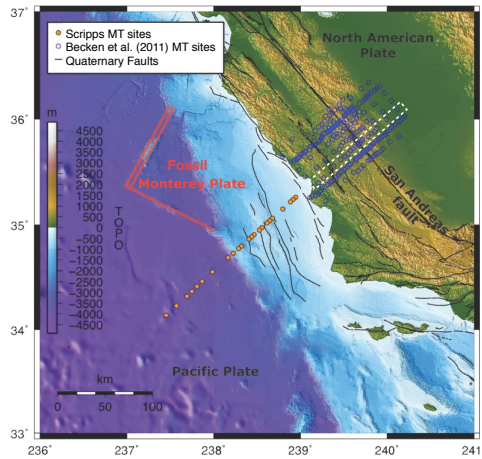 37°
36°
35°
34°
33°
236°
237°
238°
239°
240°
241°
Scripps MT sites
Becken et al. (2011) MT sites
Quaternary Faults
North American
Plate
m
4500
4000
3500
3000
2500
2000
1500
1000
500
0
−500
−1000
−1500
−2000
−2500
−3000
−3500
−4000
−4500
TOPO
Fossil
Monterey Plate
San Andreas
fault
Pacific Plate
km
0
50
100